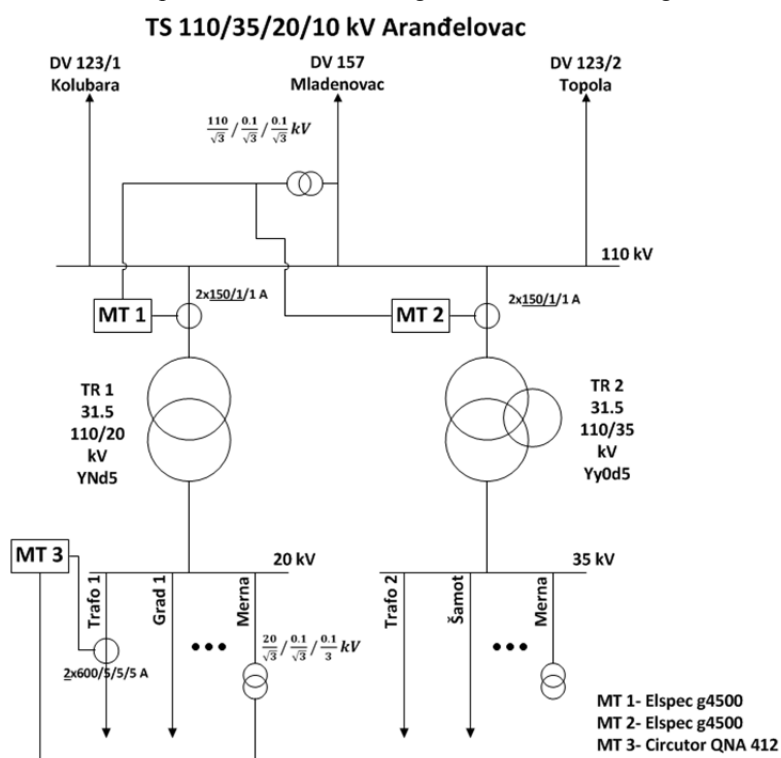 TS 110/35/20/10 kV Aranđelovac
DV 123/1
Kolubara
DV 157
Mladenovac
DV 123/2
Topola
110/√3 / 0.1/√3 / 0.1/√3 kV
110 kV
2x150/1/1 A
2x150/1/1 A
MT 1
MT 2
TR 1
31.5
110/20
kV
YNd5
TR 2
31.5
110/35
kV
Yy0d5
MT 3
20 kV
35 kV
Trafo 1
Grad 1
Merna
Trafo 2
Šamot
Merna
2x600/5/5/5 A
20/√3 / 0.1/√3 / 0.1/3 kV
MT 1- Elspec g4500
MT 2- Elspec g4500
MT 3- Circutor QNA 412